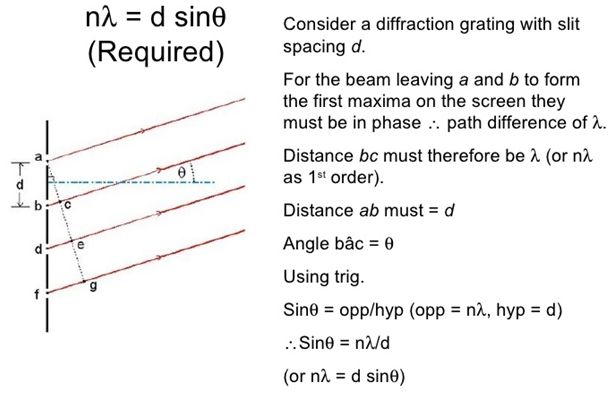 nλ = d sinθ
(Required)
Consider a diffraction grating with slit
spacing d.
For the beam leaving a and b to form
the first maxima on the screen they
must be in phase ∴ path difference of λ.
Distance bc must therefore be λ (or nλ
as 1st order).
Distance ab must = d
Angle bâc = θ
Using trig.
Sinθ = opp/hyp (opp = nλ, hyp = d)
∴Sinθ = nλ/d
(or nλ = d sinθ)
a
d
θ
b
c
d
e
f
g